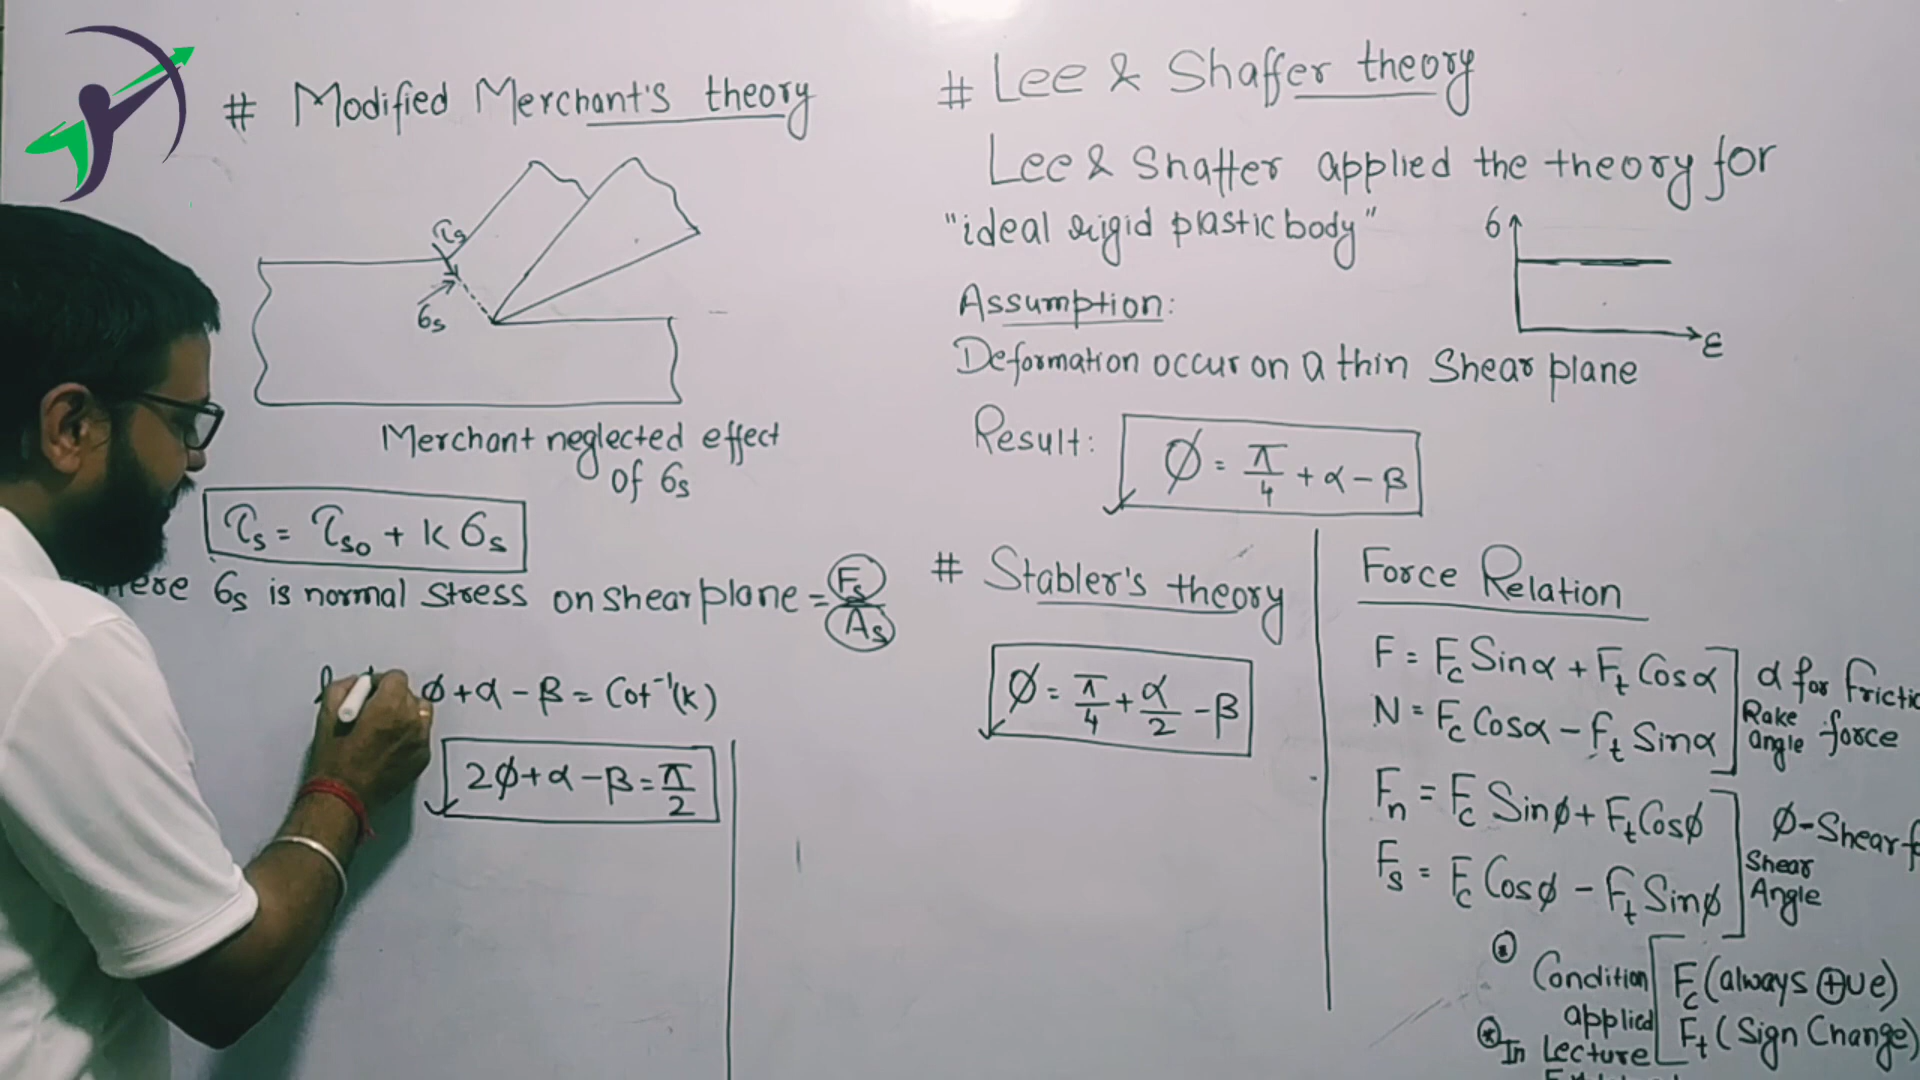 # Modified Merchant's theory
τs
σs
Merchant neglected effect
of σs
τs = τso + k σs
σs is normal stress on shear plane = Fs/As
ϕ + α - β = Cot⁻¹(k)
2ϕ + α - β = π/2
# Lee & Shaffer theory
Lee & Shaffer applied the theory for
"ideal rigid plastic body"
σ
ε
Assumption:
Deformation occur on a thin Shear plane
Result: ϕ = π/4 + α - β
# Stabler's theory
ϕ = π/4 + α/2 - β
Force Relation
F = Fc Sinα + Ft Cosα
N = Fc Cosα - Ft Sinα
α for Frictio
Rake
angle force
Fn = Fc Sinϕ + Ft Cosϕ
Fs = Fc Cosϕ - Ft Sinϕ
ϕ-Shear f
Shear
Angle
Condition
applied
In Lecture
Fc (always ⊕ve)
Ft (Sign Change)